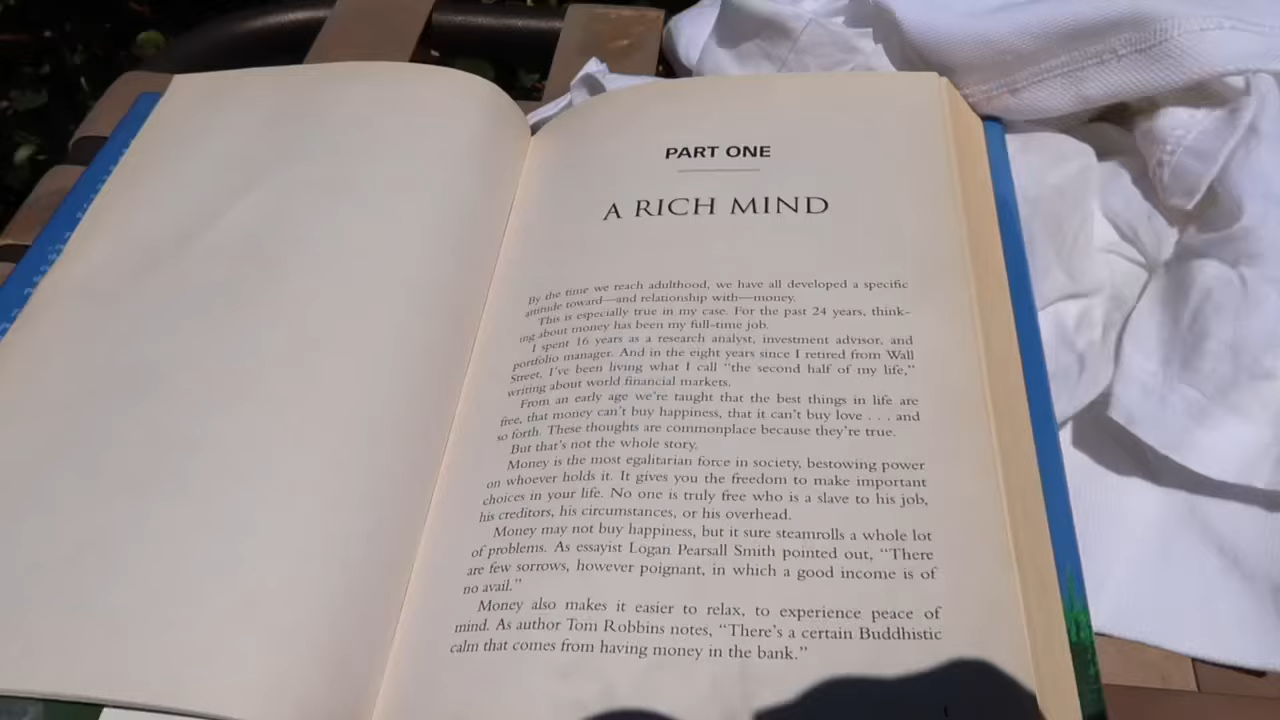 PART ONE
A RICH MIND
By the time we reach adulthood, we have all developed a specific
attitude toward—and relationship with—money.
This is especially true in my case. For the past 24 years, think-
ing about money has been my full-time job.
I spent 16 years as a research analyst, investment advisor, and
portfolio manager. And in the eight years since I retired from Wall
Street, I've been living what I call "the second half of my life,"
writing about world financial markets.
From an early age we're taught that the best things in life are
free, that money can't buy happiness, that it can't buy love . . . and
so forth. These thoughts are commonplace because they're true.
But that's not the whole story.
Money is the most egalitarian force in society, bestowing power
on whoever holds it. It gives you the freedom to make important
choices in your life. No one is truly free who is a slave to his job,
his creditors, his circumstances, or his overhead.
Money may not buy happiness, but it sure steamrolls a whole lot
of problems. As essayist Logan Pearsall Smith pointed out, "There
are few sorrows, however poignant, in which a good income is of
no avail."
Money also makes it easier to relax, to experience peace of
mind. As author Tom Robbins notes, "There's a certain Buddhistic
calm that comes from having money in the bank."